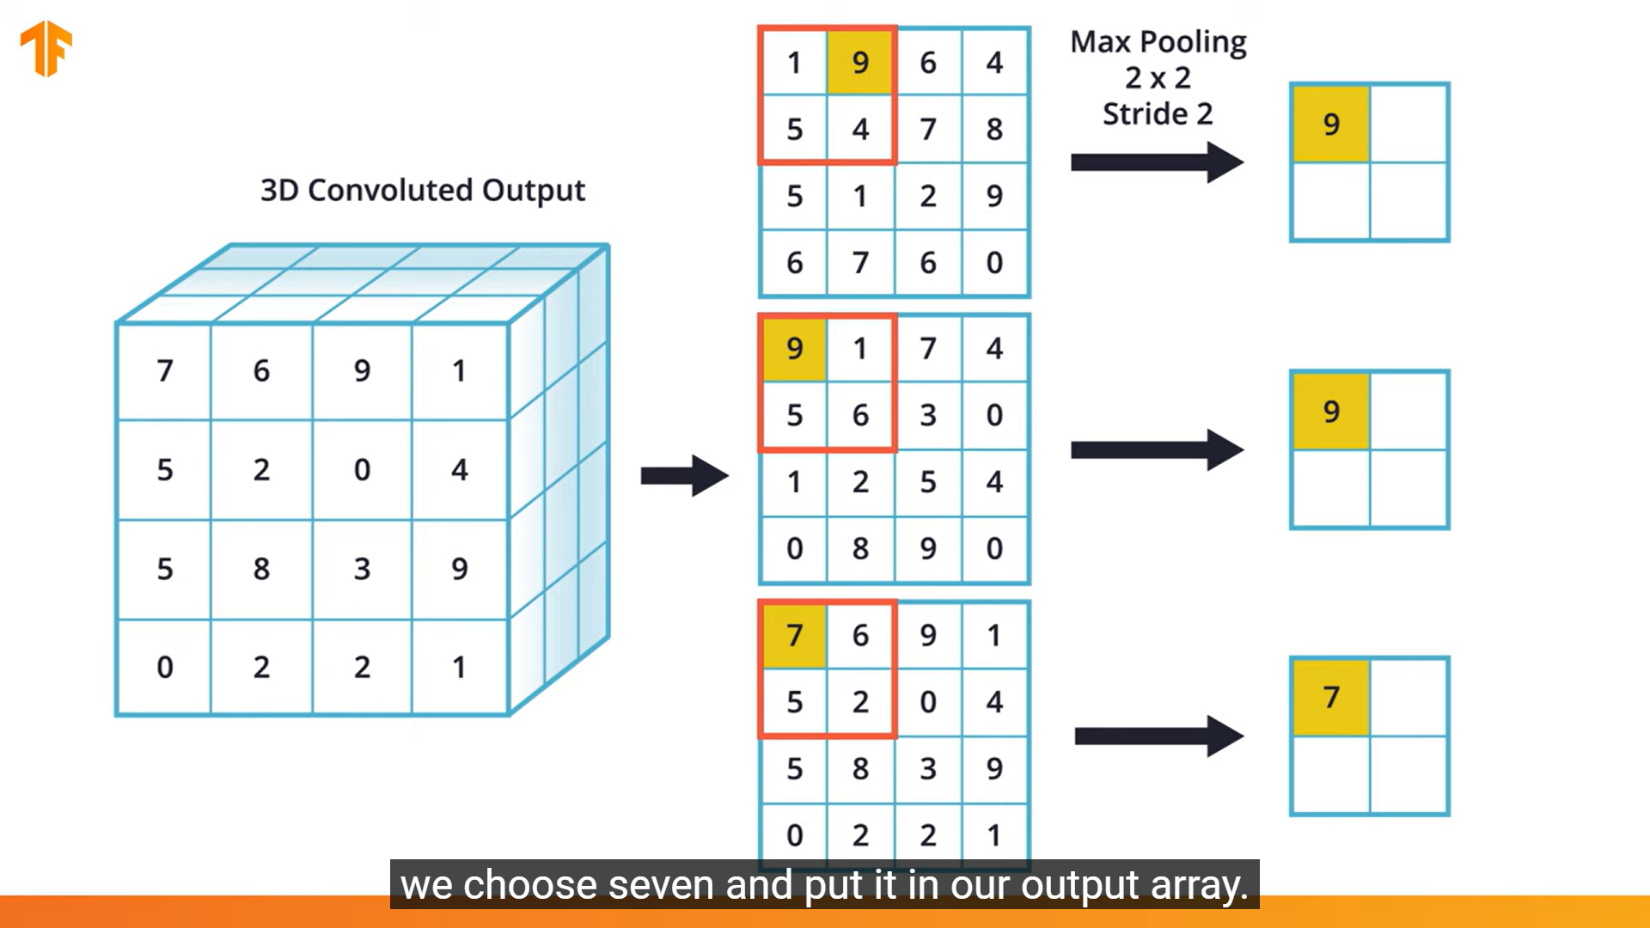 3D Convoluted Output
7 6 9 1
5 2 0 4
5 8 3 9
0 2 2 1
1 9 6 4
5 4 7 8
5 1 2 9
6 7 6 0
9 1 7 4
5 6 3 0
1 2 5 4
0 8 9 0
7 6 9 1
5 2 0 4
5 8 3 9
0 2 2 1
Max Pooling
2 x 2
Stride 2
9
9
7
we choose seven and put it in our output array.